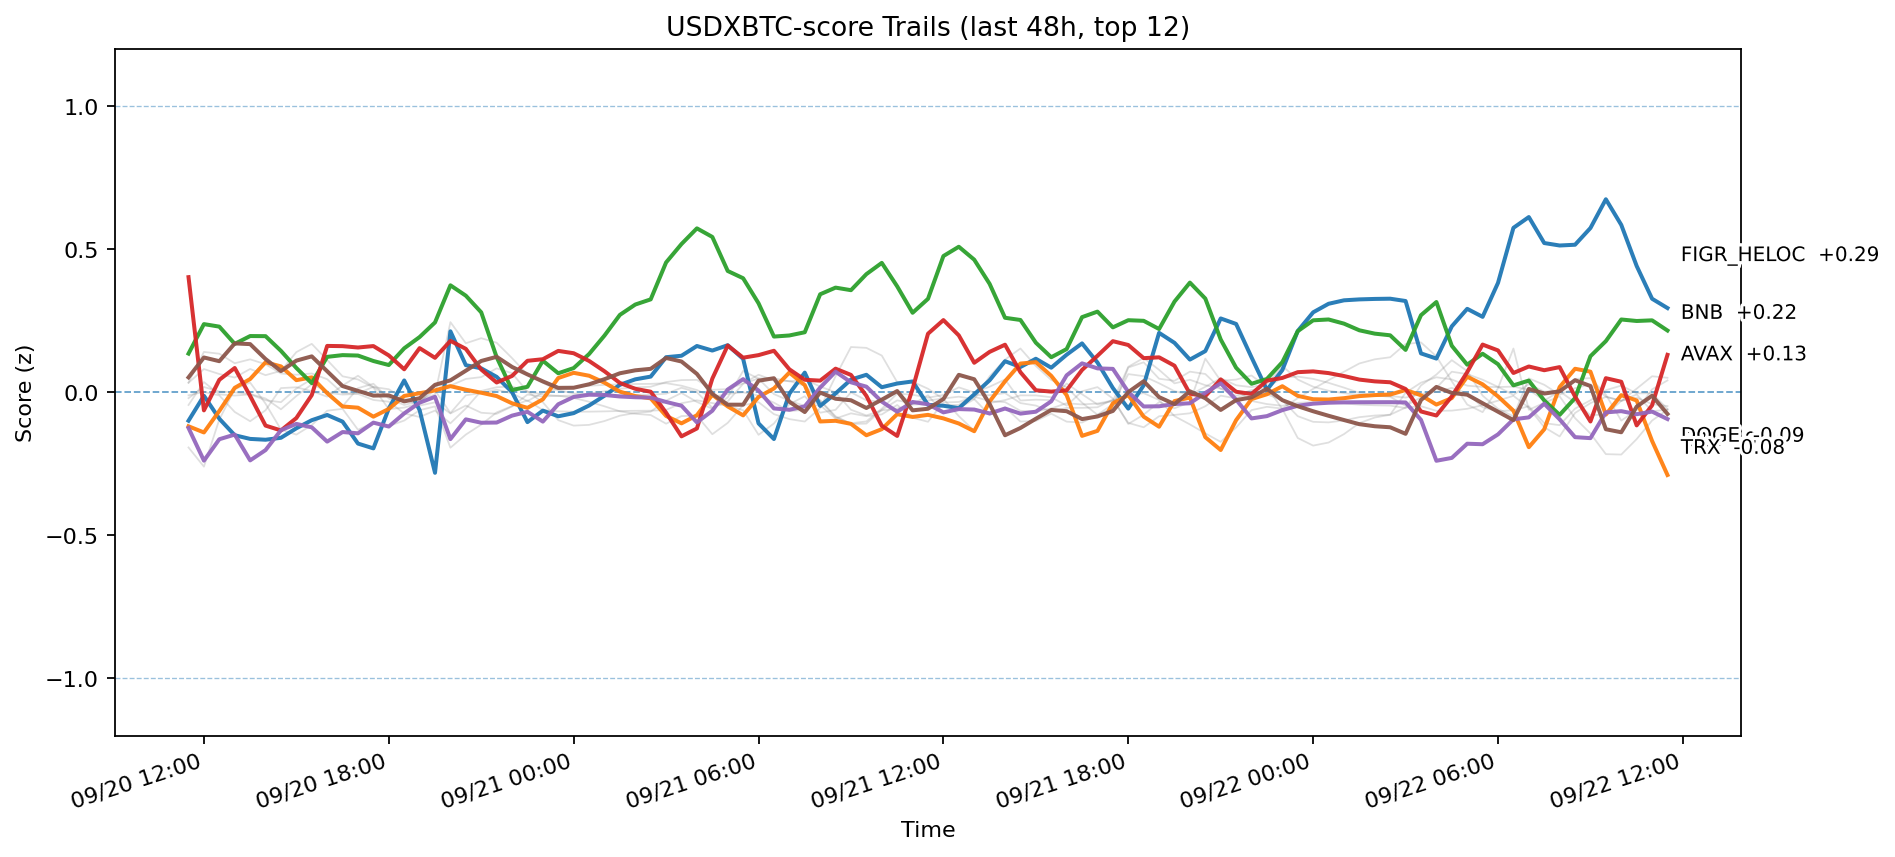 USDXBTC-score Trails (last 48h, top 12)
Score (z)
1.0
0.5
0.0
−0.5
−1.0
FIGR_HELOC +0.29
BNB +0.22
AVAX +0.13
DOGE -0.09
TRX -0.08
09/20 12:00
09/20 18:00
09/21 00:00
09/21 06:00
09/21 12:00
09/21 18:00
09/22 00:00
09/22 06:00
09/22 12:00
Time